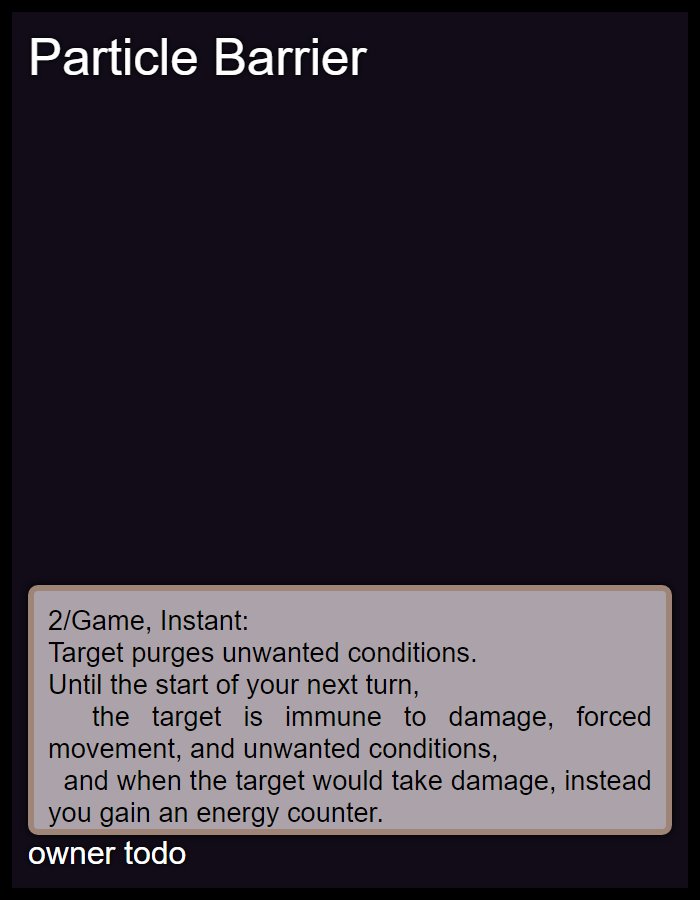 Particle Barrier
2/Game, Instant:
Target purges unwanted conditions.
Until the start of your next turn,
the target is immune to damage, forced
movement, and unwanted conditions,
and when the target would take damage, instead
you gain an energy counter.
owner todo